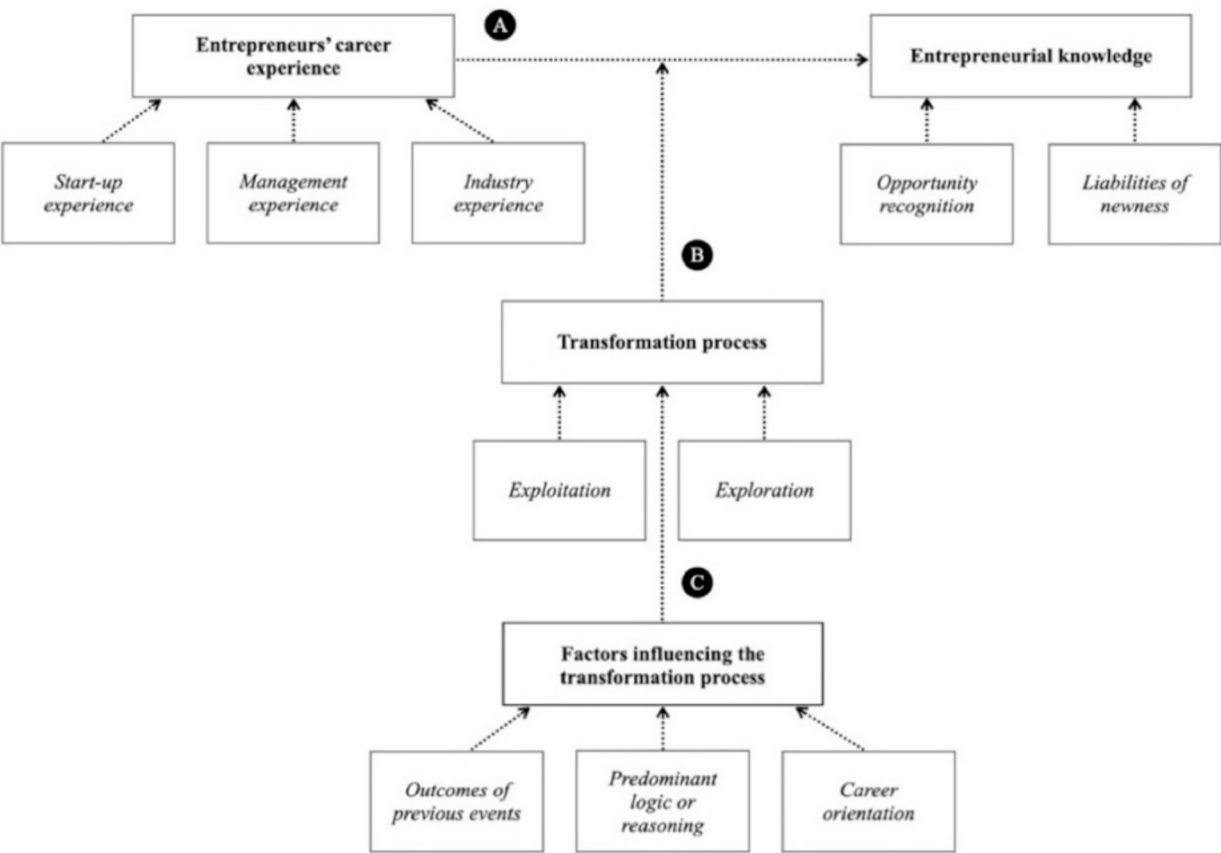 A
Entrepreneurs’ career
experience
Entrepreneurial knowledge
Start-up
experience
Management
experience
Industry
experience
Opportunity
recognition
Liabilities of
newness
B
Transformation process
Exploitation
Exploration
C
Factors influencing the
transformation process
Outcomes of
previous events
Predominant
logic or
reasoning
Career
orientation